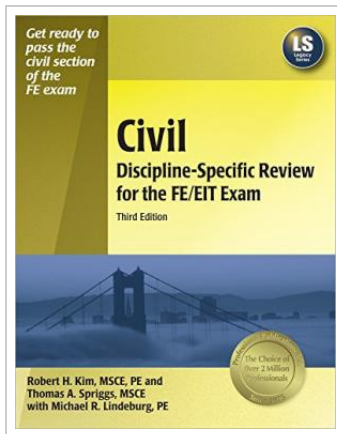 Get ready to
pass the
civil section
of the
FE exam
LS
Legacy
Series
Civil
Discipline-Specific Review
for the FE/EIT Exam
Third Edition
The Choice of
Over 2 Million
Professionals
Robert H. Kim, MSCE, PE and
Thomas A. Spriggs, MSCE
with Michael R. Lindeburg, PE